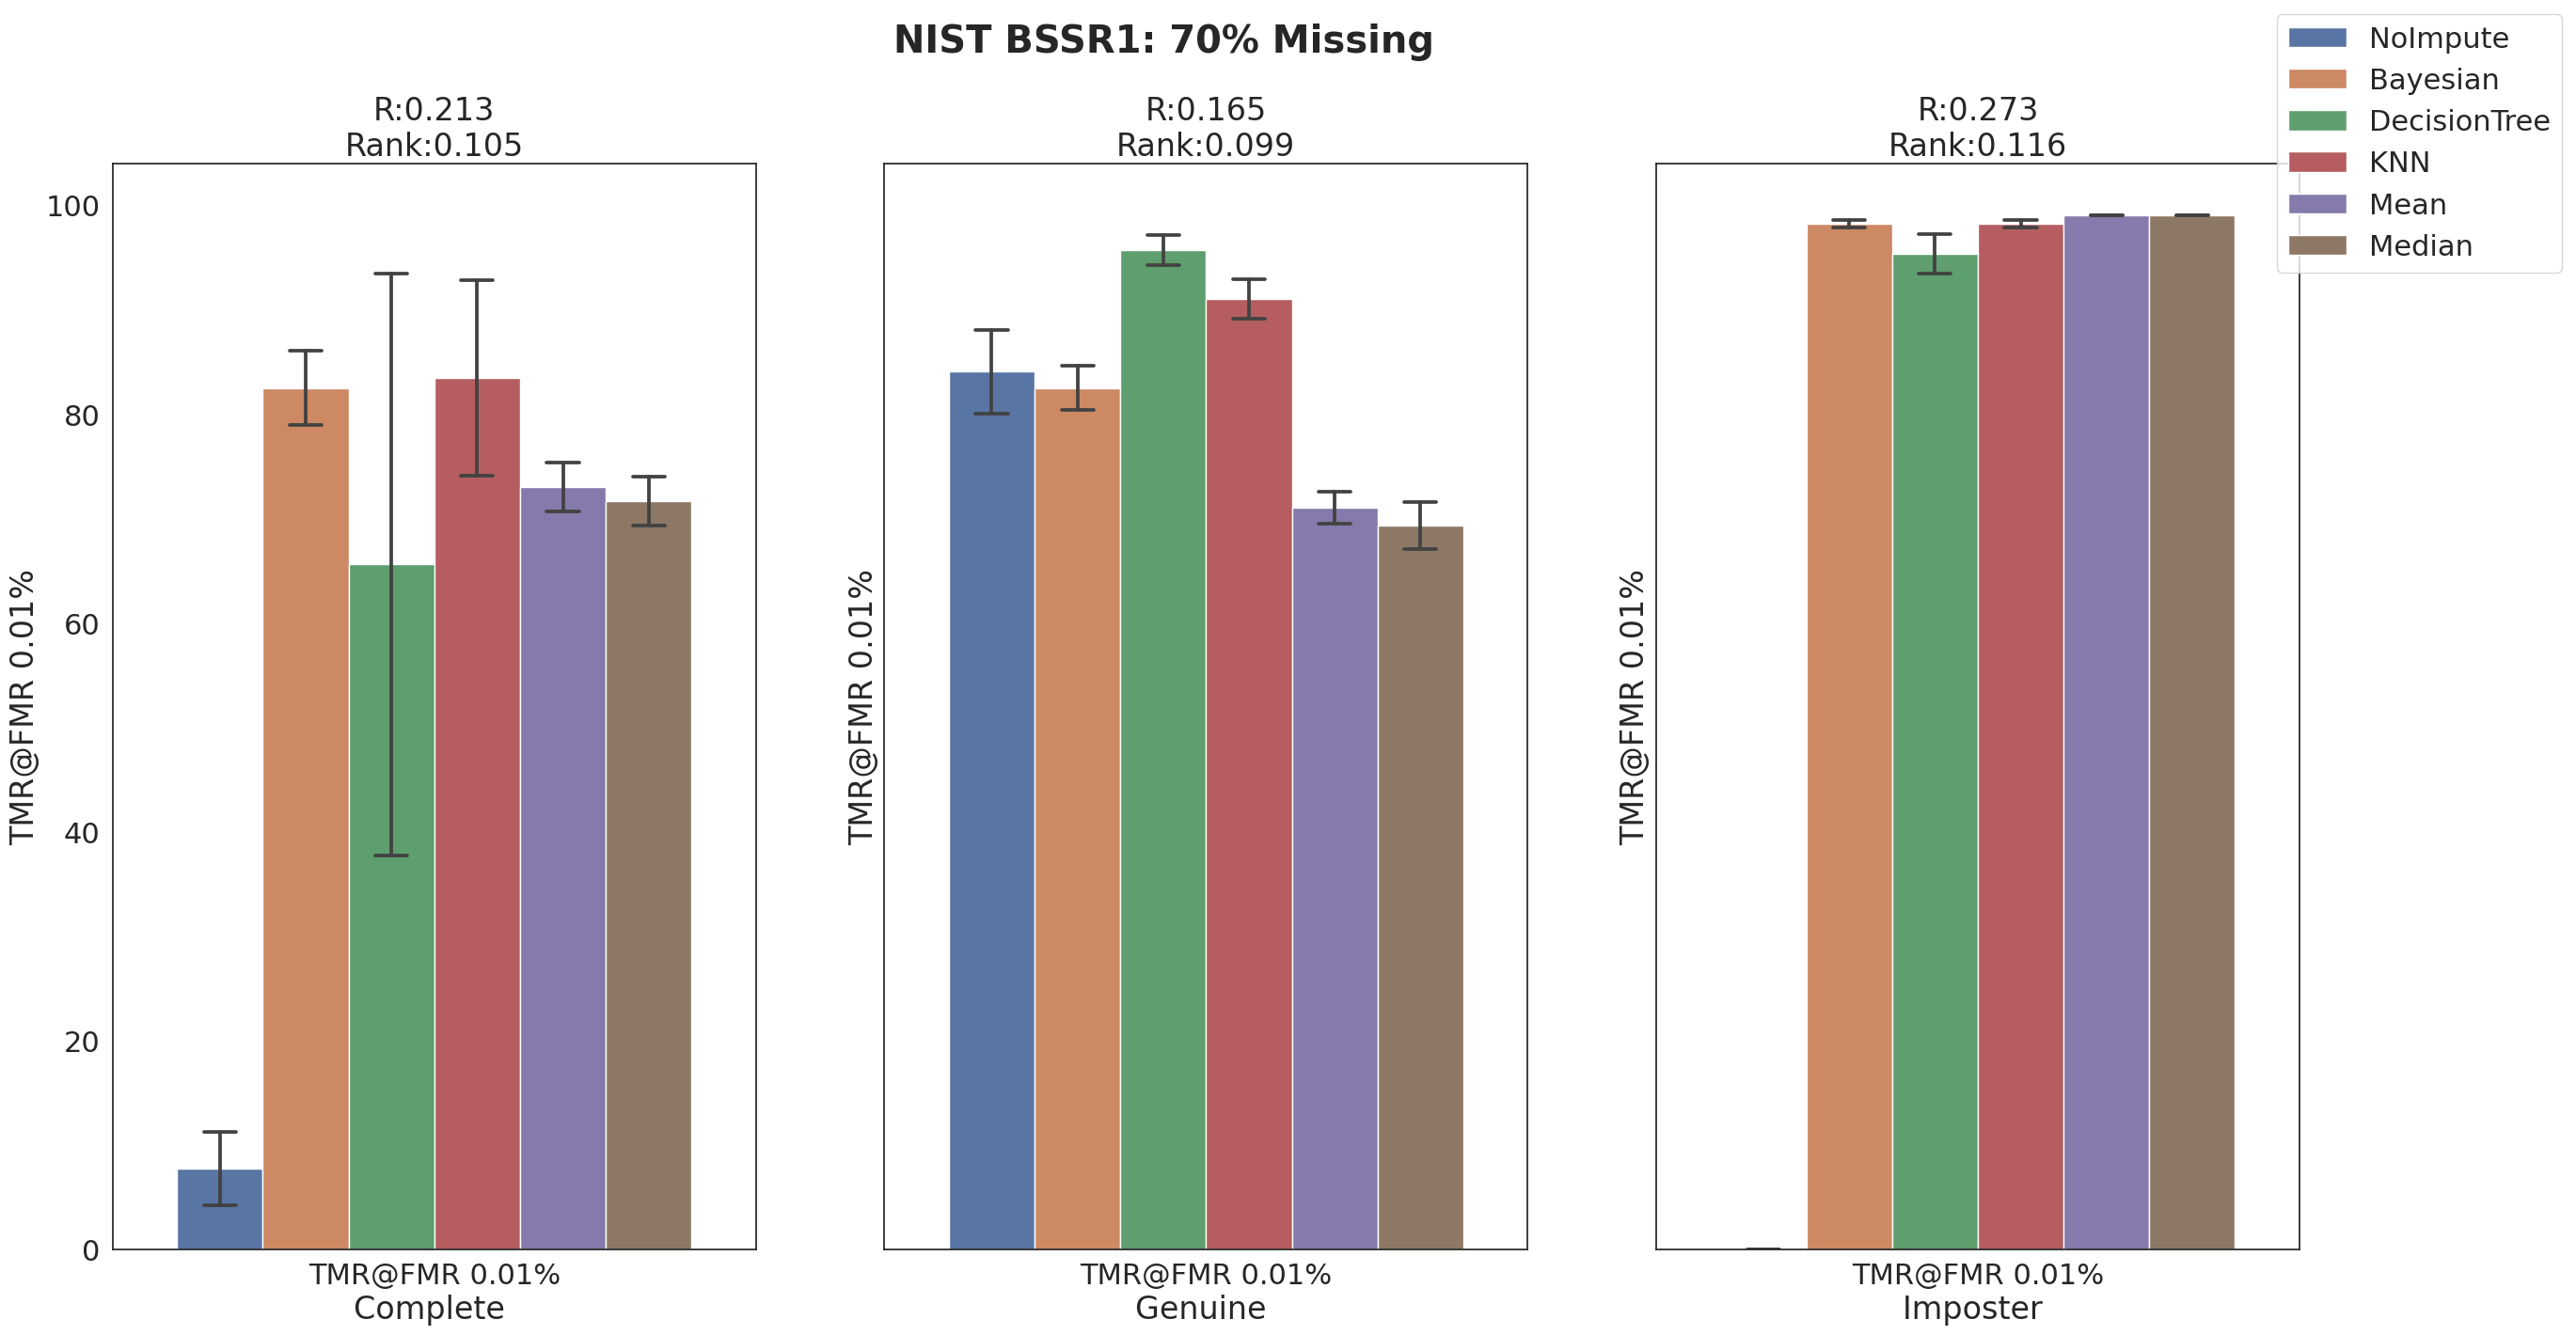 NIST BSSR1: 70% Missing
NoImpute
Bayesian
DecisionTree
KNN
Mean
Median
R:0.213
Rank:0.105
R:0.165
Rank:0.099
R:0.273
Rank:0.116
100
80
60
40
20
0
TMR@FMR 0.01%
TMR@FMR 0.01%
TMR@FMR 0.01%
TMR@FMR 0.01%
Complete
TMR@FMR 0.01%
Genuine
TMR@FMR 0.01%
Imposter